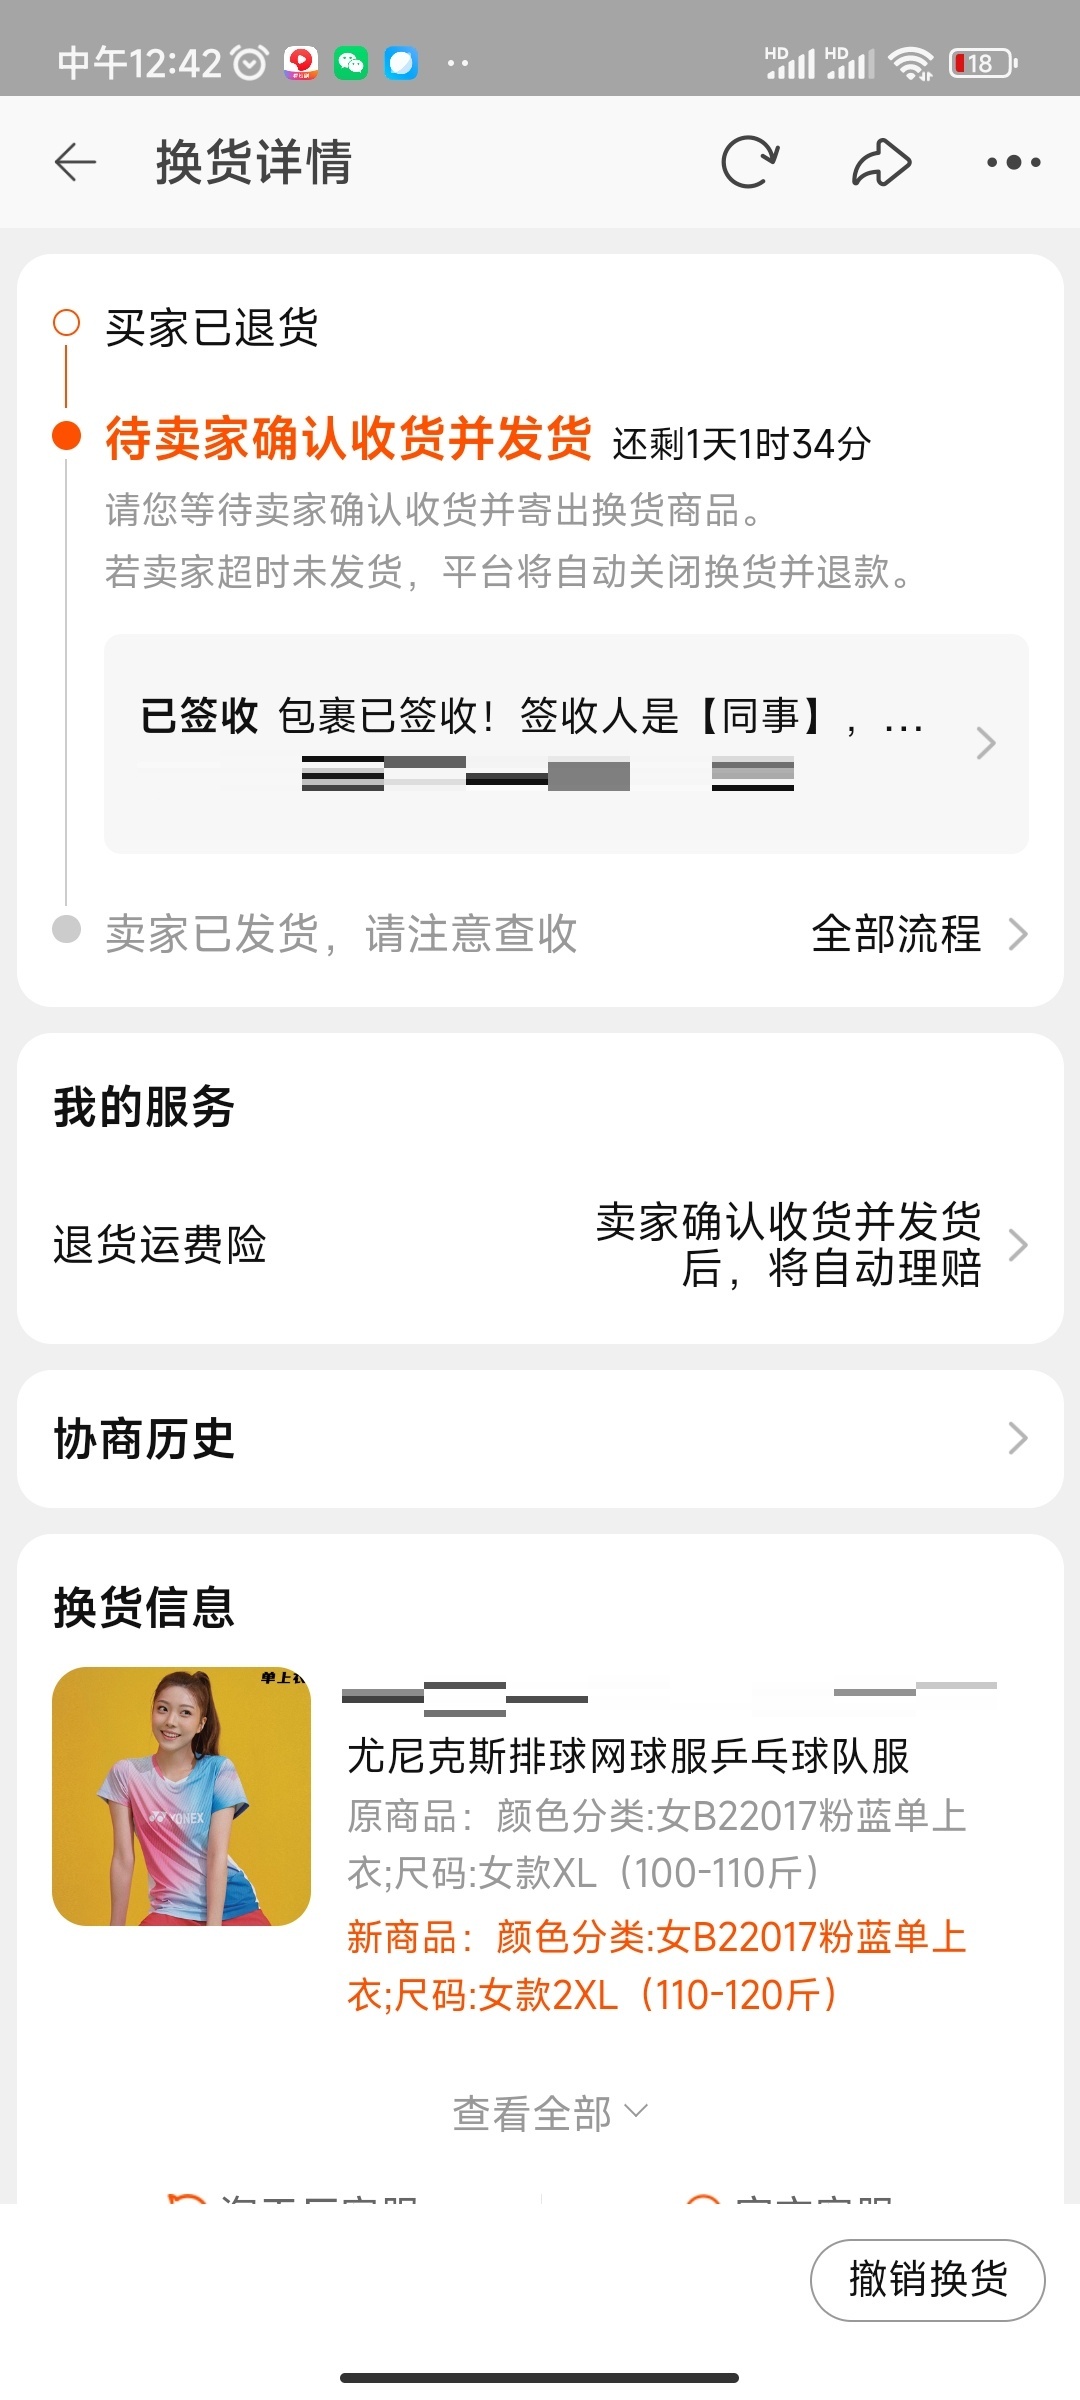 中午12:42
HD HD 18
换货详情
买家已退货
待卖家确认收货并发货 还剩1天1时34分
请您等待卖家确认收货并寄出换货商品。
若卖家超时未发货，平台将自动关闭换货并退款。
已签收 包裹已签收！签收人是【同事】，...
卖家已发货，请注意查收 全部流程
我的服务
退货运费险
卖家确认收货并发货
后，将自动理赔
协商历史
换货信息
单上衣
YONEX
尤尼克斯排球网球服乒乓球队服
原商品：颜色分类:女B22017粉蓝单上
衣;尺码:女款XL（100-110斤）
新商品：颜色分类:女B22017粉蓝单上
衣;尺码:女款2XL（110-120斤）
查看全部
撤销换货